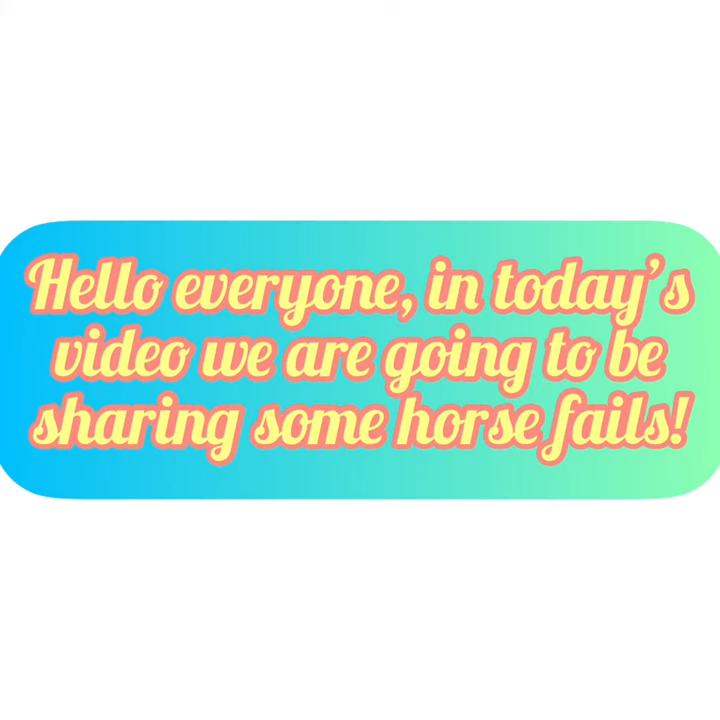 Hello everyone, in today's
video we are going to be
sharing some horse fails!